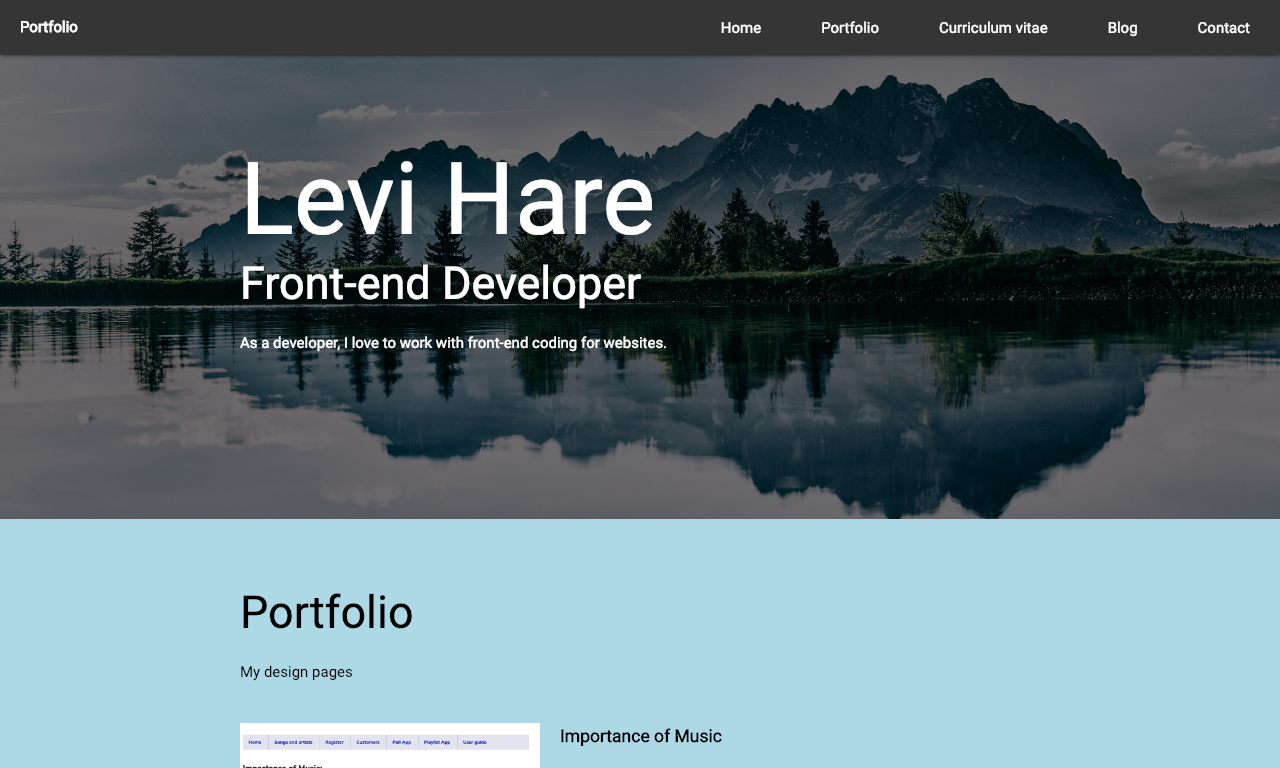 Portfolio
Home Portfolio Curriculum vitae Blog Contact
Levi Hare
Front-end Developer
As a developer, I love to work with front-end coding for websites.
Portfolio
My design pages
Importance of Music
Home Songs and artists Register Customers Poll App Playlist App User guide
Importance of Music: